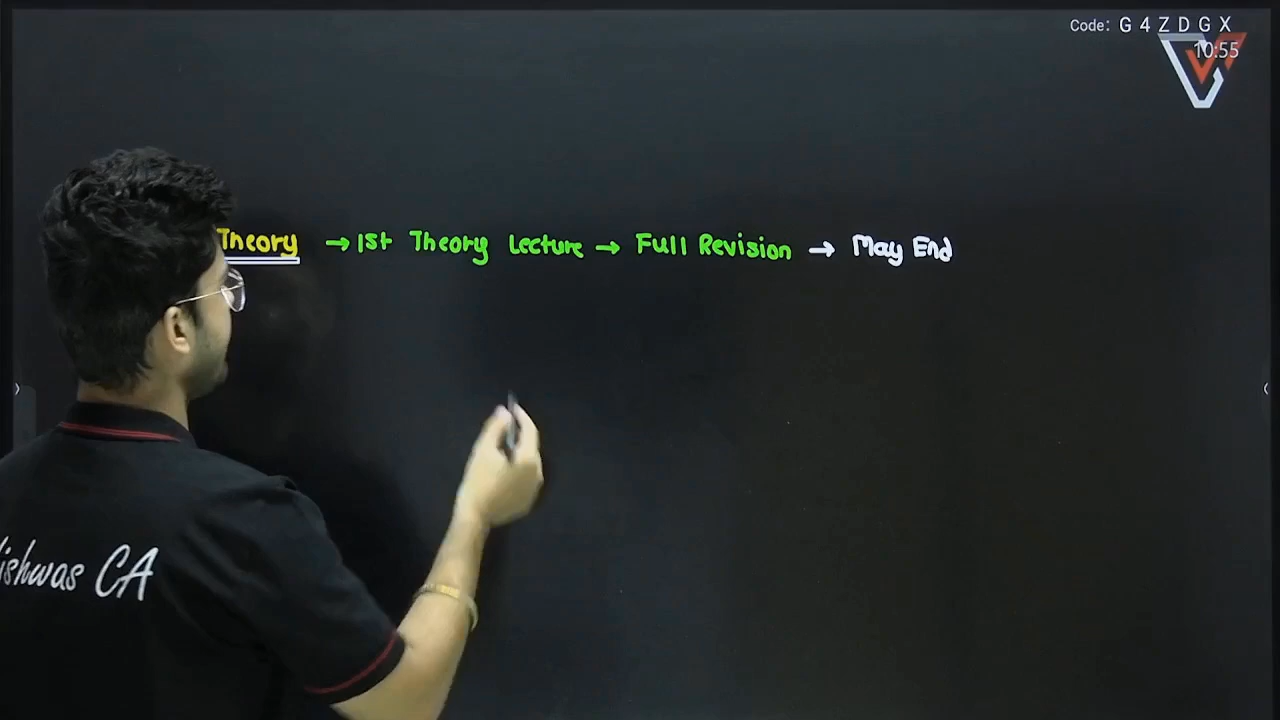 Code: G 4 Z D G X
10:55
Theory → 1st Theory Lecture → Full Revision → May End
ishwas CA